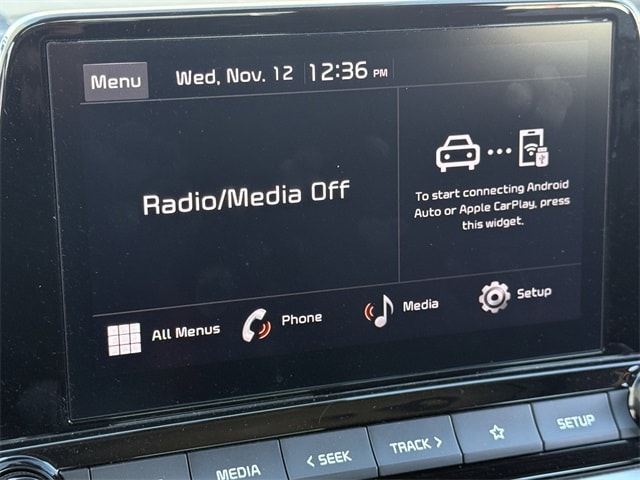 Menu
Wed, Nov. 12
12:36 PM
Radio/Media Off
To start connecting Android
Auto or Apple CarPlay, press
this widget.
All Menus
Phone
Media
Setup
MEDIA
< SEEK
TRACK >
SETUP